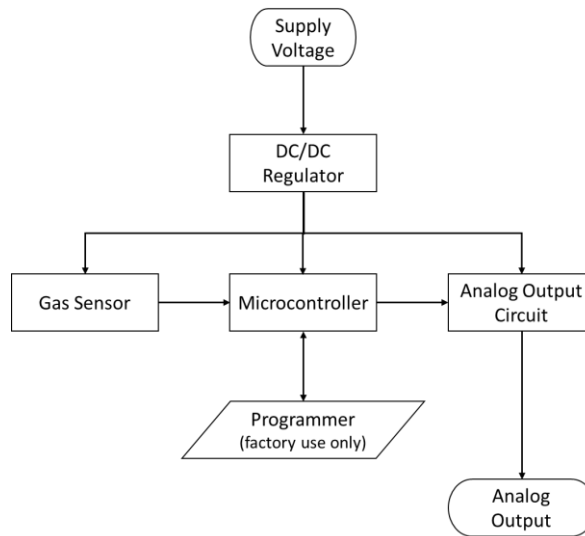 Supply
Voltage
DC/DC
Regulator
Gas Sensor
Microcontroller
Analog Output
Circuit
Programmer
(factory use only)
Analog
Output